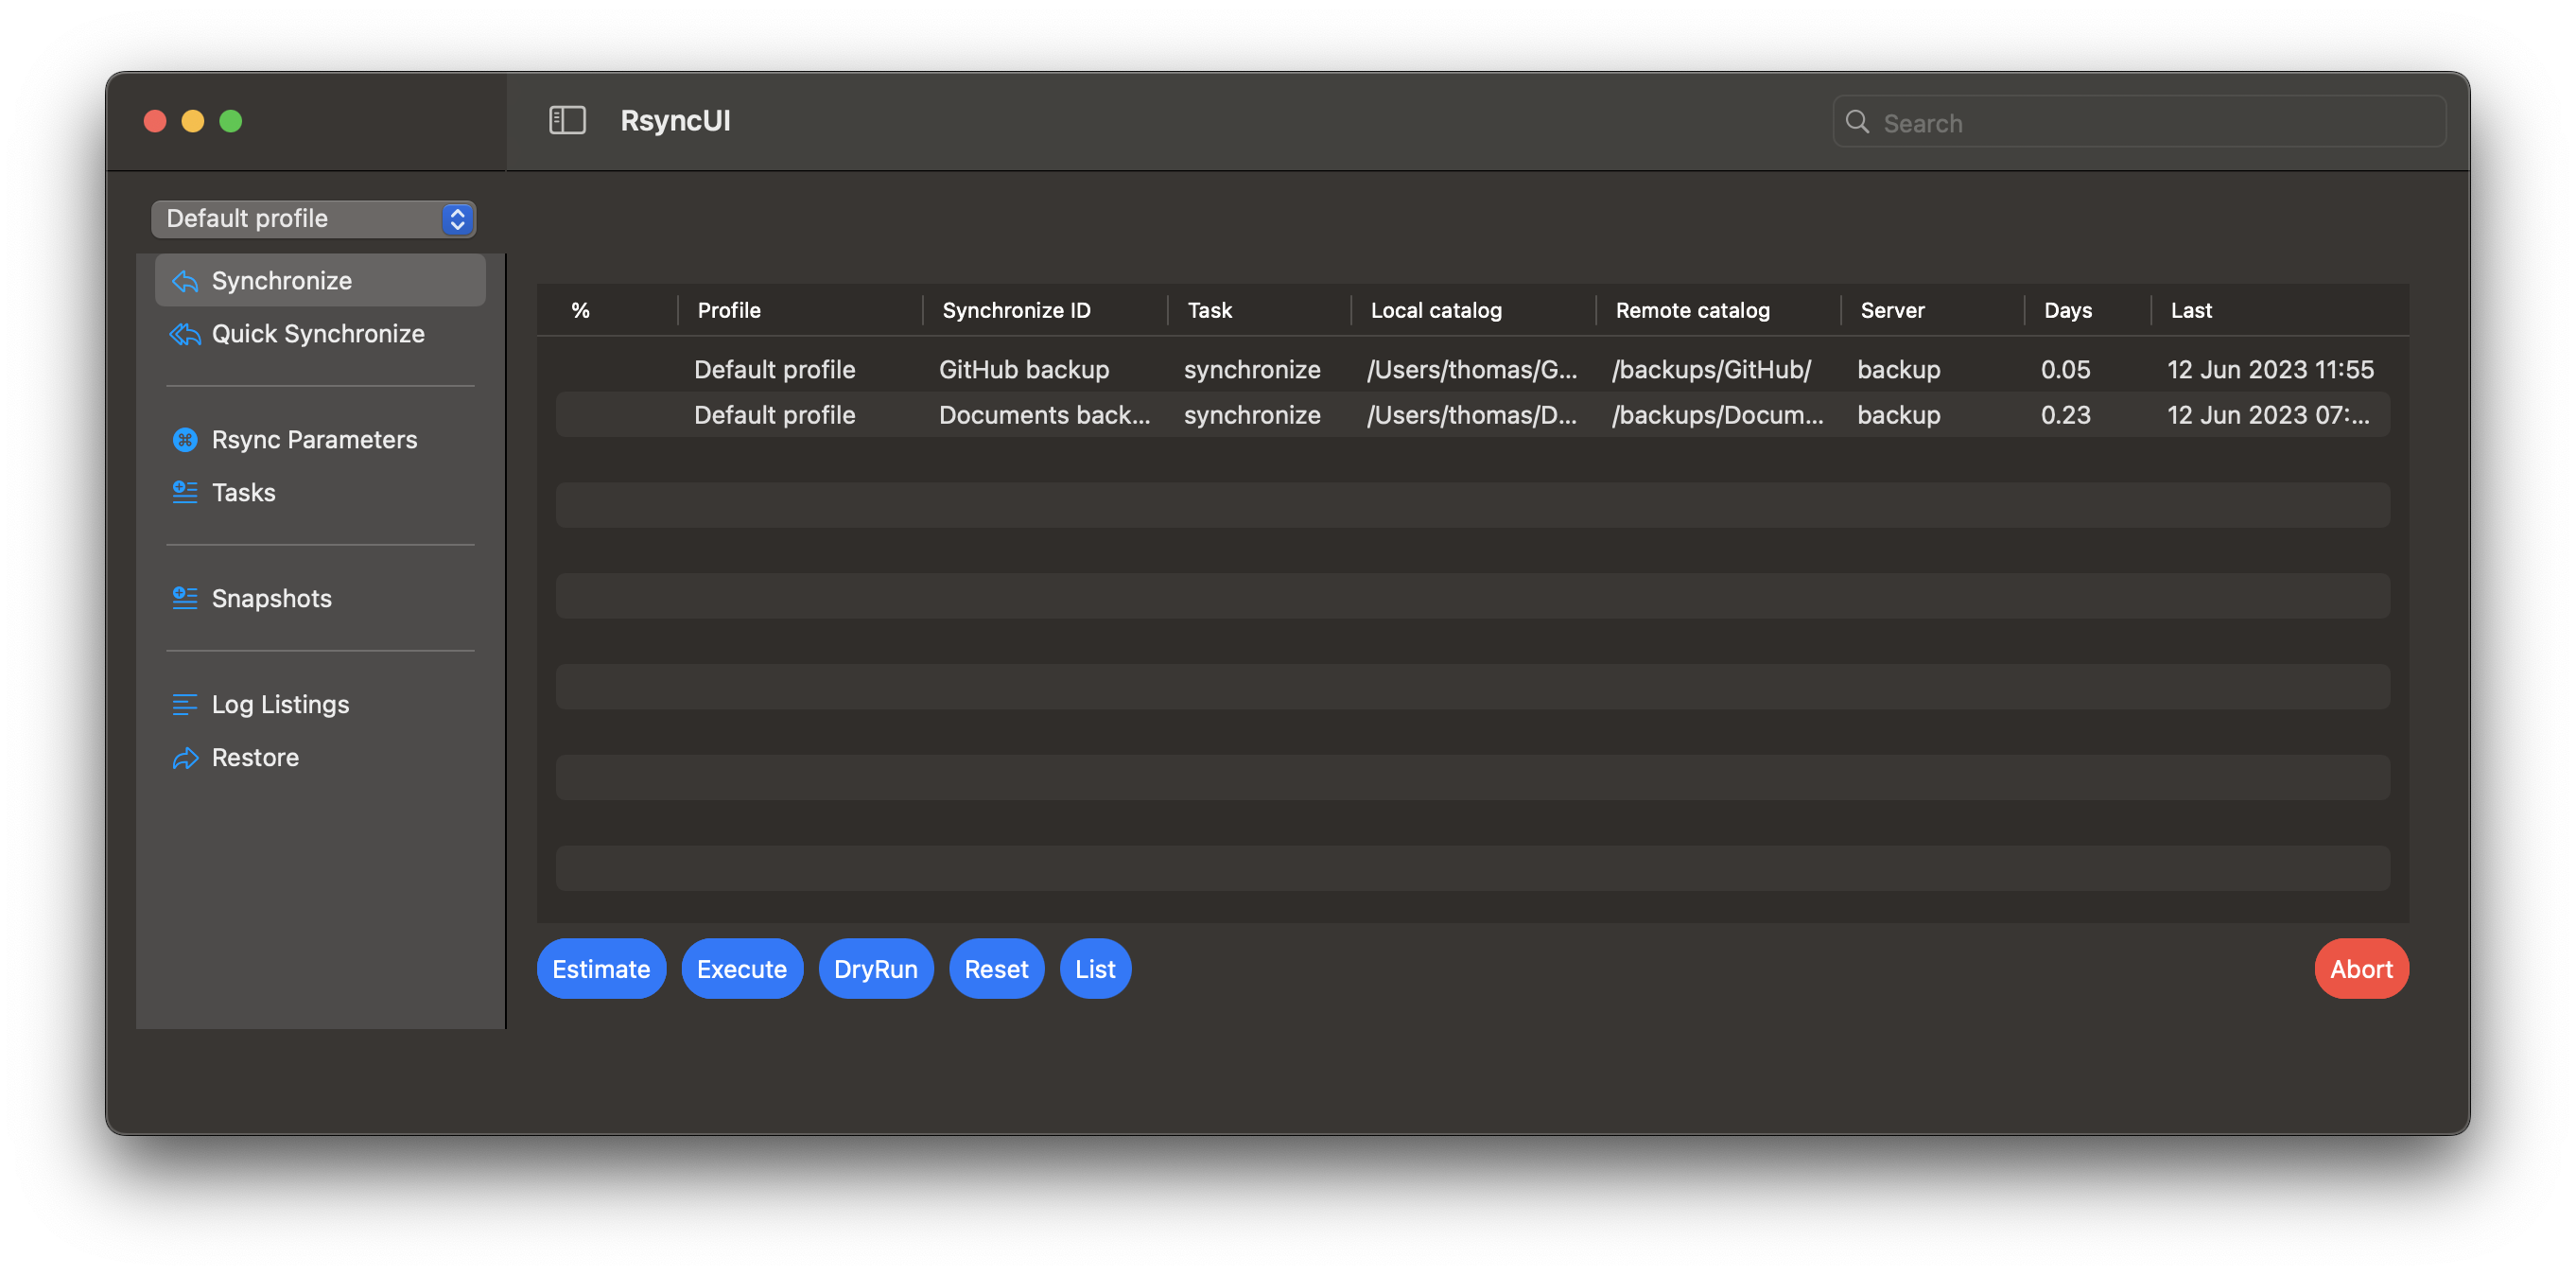 RsyncUI
Search
Default profile
Synchronize
Quick Synchronize
Rsync Parameters
Tasks
Snapshots
Log Listings
Restore
% Profile Synchronize ID Task Local catalog Remote catalog Server Days Last
Default profile GitHub backup synchronize /Users/thomas/G... /backups/GitHub/ backup 0.05 12 Jun 2023 11:55
Default profile Documents back... synchronize /Users/thomas/D... /backups/Docum... backup 0.23 12 Jun 2023 07:...
Estimate Execute DryRun Reset List Abort